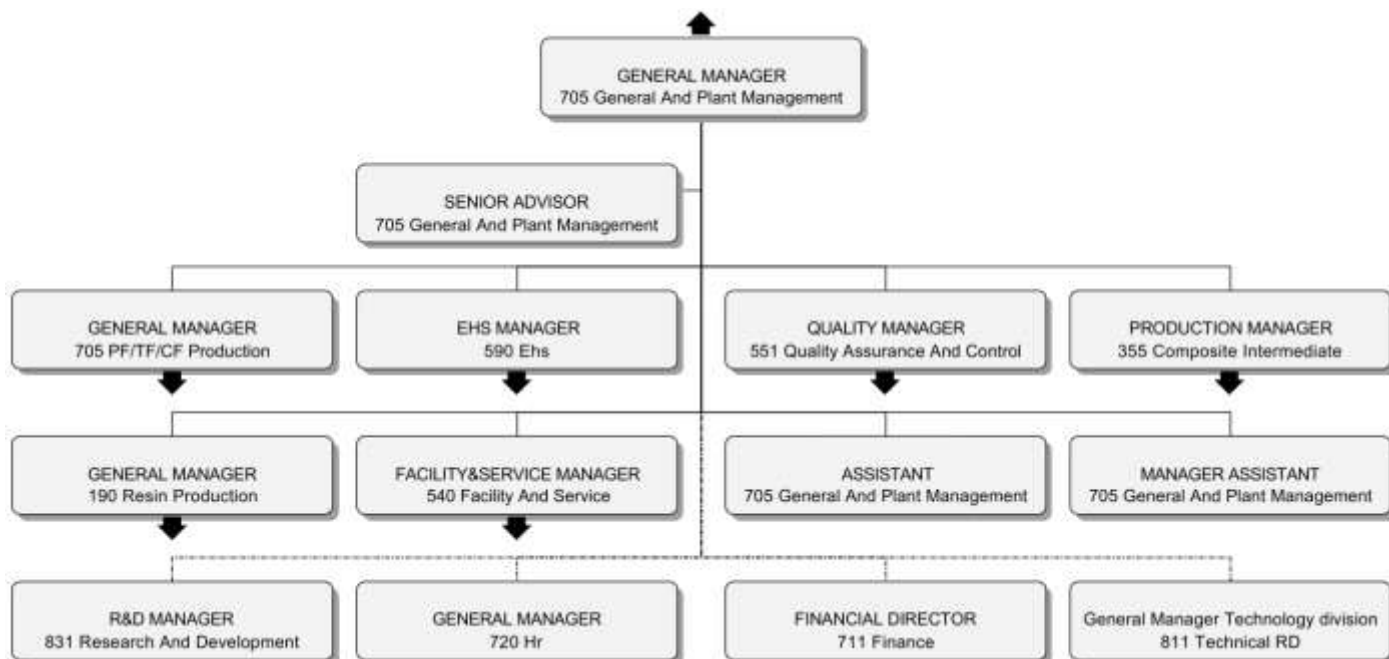 GENERAL MANAGER
705 General And Plant Management
SENIOR ADVISOR
705 General And Plant Management
GENERAL MANAGER
705 PF/TF/CF Production
EHS MANAGER
590 Ehs
QUALITY MANAGER
551 Quality Assurance And Control
PRODUCTION MANAGER
355 Composite Intermediate
GENERAL MANAGER
190 Resin Production
FACILITY&SERVICE MANAGER
540 Facility And Service
ASSISTANT
705 General And Plant Management
MANAGER ASSISTANT
705 General And Plant Management
R&D MANAGER
831 Research And Development
GENERAL MANAGER
720 Hr
FINANCIAL DIRECTOR
711 Finance
General Manager Technology division
811 Technical RD